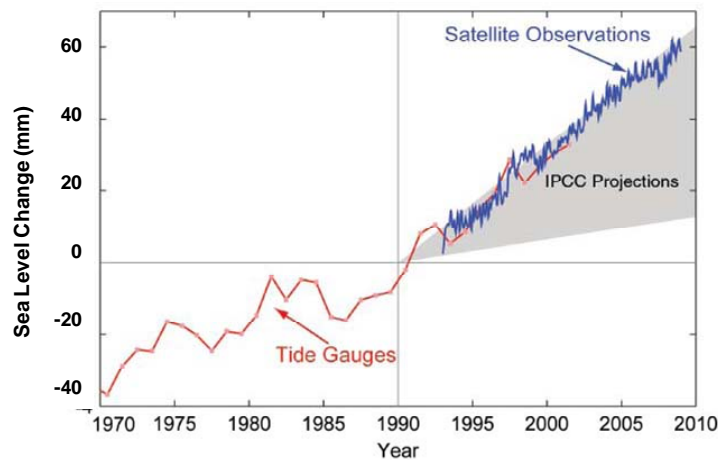 Sea Level Change (mm)
60
40
20
0
-20
-40
Satellite Observations
IPCC Projections
Tide Gauges
1970 1975 1980 1985 1990 1995 2000 2005 2010
Year